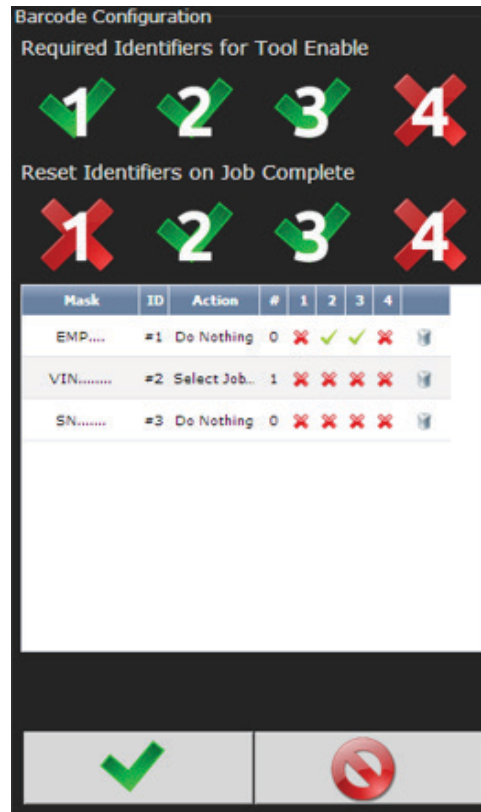 Barcode Configuration
Required Identifiers for Tool Enable
1 2 3 4
Reset Identifiers on Job Complete
1 2 3 4
Mask ID Action # 1 2 3 4
EMP.... =1 Do Nothing 0
VIN........ =2 Select Job... 1
SN....... =3 Do Nothing 0